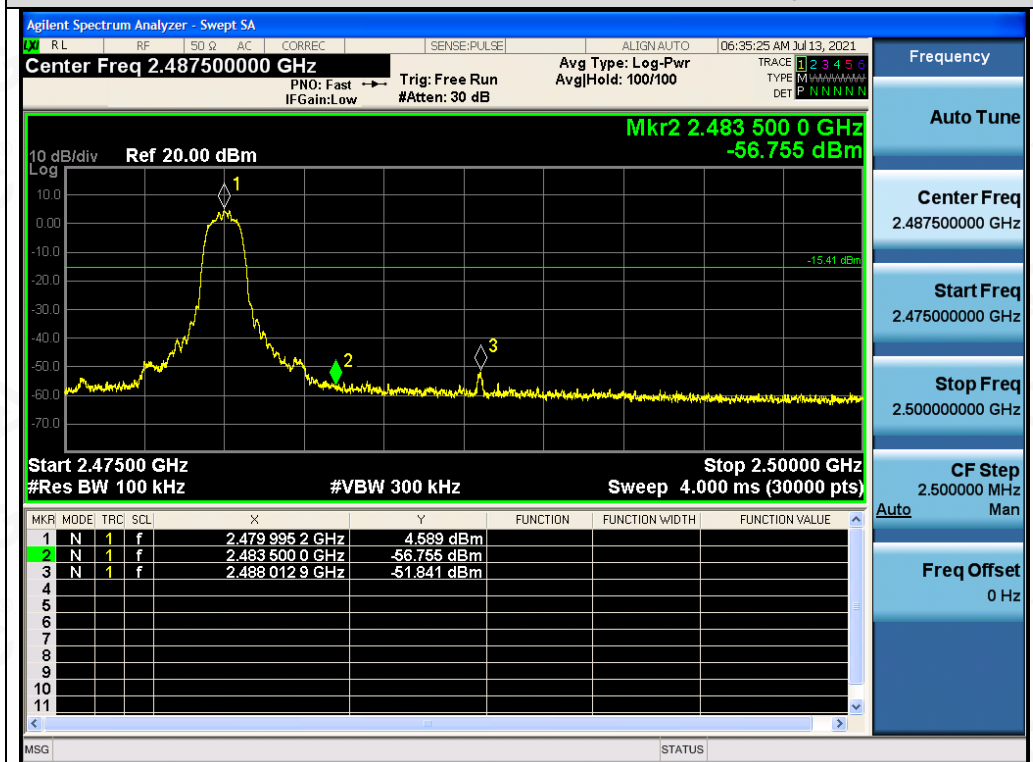 Agilent Spectrum Analyzer - Swept SA
LXI RL RF 50 Ω AC CORREC SENSE:PULSE ALIGN AUTO 06:35:25 AM Jul 13, 2021
Center Freq 2.487500000 GHz
PNO: Fast
IFGain:Low
Trig: Free Run
#Atten: 30 dB
Avg Type: Log-Pwr
Avg|Hold: 100/100
TRACE 1 2 3 4 5 6
TYPE M
DET P N N N N N
Mkr2 2.483 500 0 GHz
-56.755 dBm
10 dB/div Ref 20.00 dBm
Log
10.0
0.00
-10.0
-20.0
-30.0
-40.0
-50.0
-60.0
-70.0
1
2
3
-15.41 dBm
Start 2.47500 GHz Stop 2.50000 GHz
#Res BW 100 kHz #VBW 300 kHz Sweep 4.000 ms (30000 pts)
MKR MODE TRC SCL X Y FUNCTION FUNCTION WIDTH FUNCTION VALUE
1 N 1 f 2.479 995 2 GHz 4.589 dBm
2 N 1 f 2.483 500 0 GHz -56.755 dBm
3 N 1 f 2.488 012 9 GHz -51.841 dBm
4
5
6
7
8
9
10
11
MSG STATUS
Frequency
Auto Tune
Center Freq
2.487500000 GHz
Start Freq
2.475000000 GHz
Stop Freq
2.500000000 GHz
CF Step
2.500000 MHz
Auto Man
Freq Offset
0 Hz